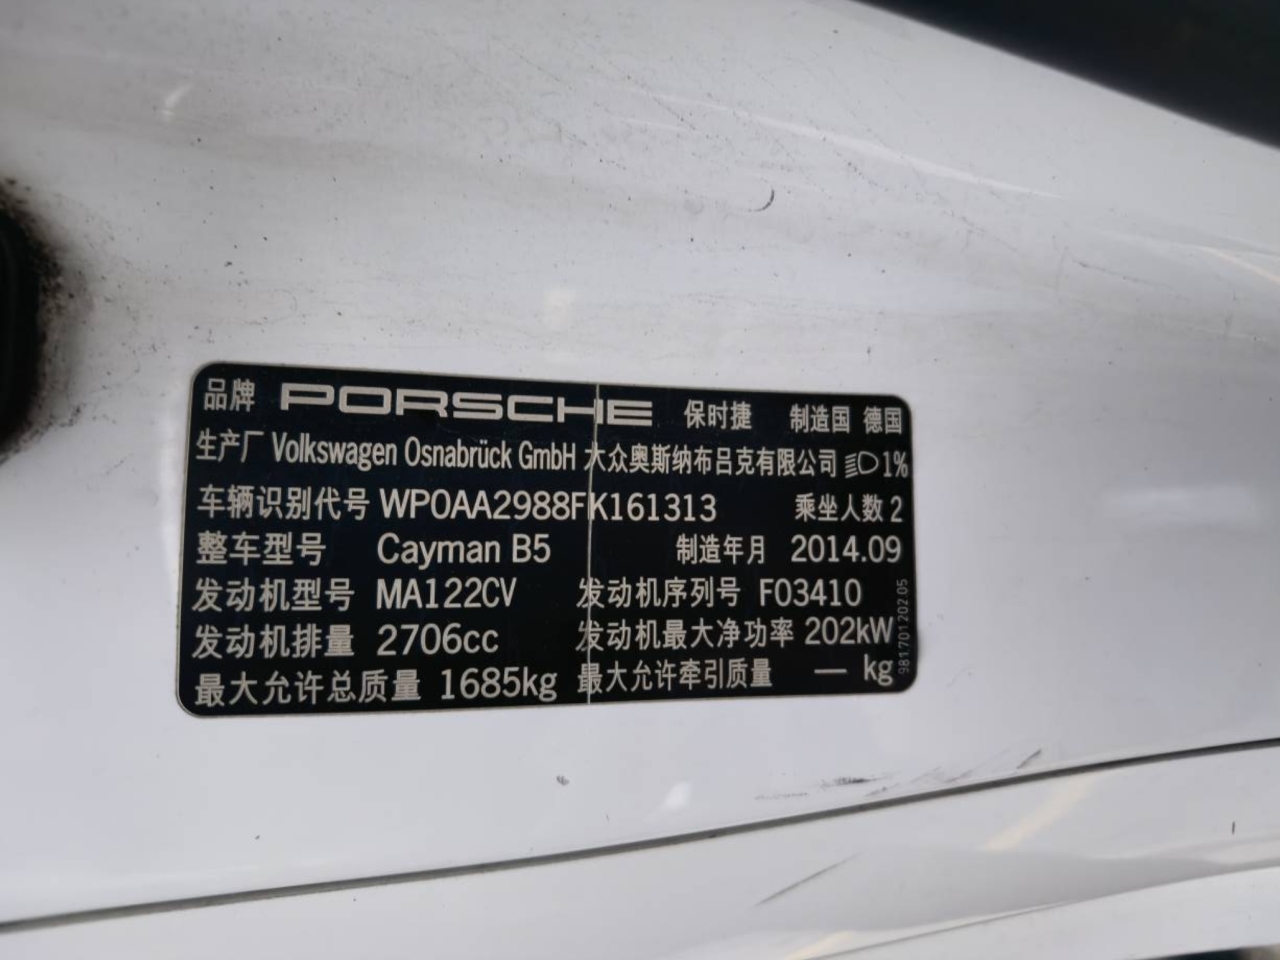 品牌 PORSCHE 保时捷 制造国 德国
生产厂 Volkswagen Osnabrück GmbH 大众奥斯纳布吕克有限公司 1%
车辆识别代号 WP0AA2988FK161313 乘坐人数 2
整车型号 Cayman B5 制造年月 2014.09
发动机型号 MA122CV 发动机序列号 F03410
发动机排量 2706cc 发动机最大净功率 202kW
最大允许总质量 1685kg 最大允许牵引质量 — kg
981.701.202.05